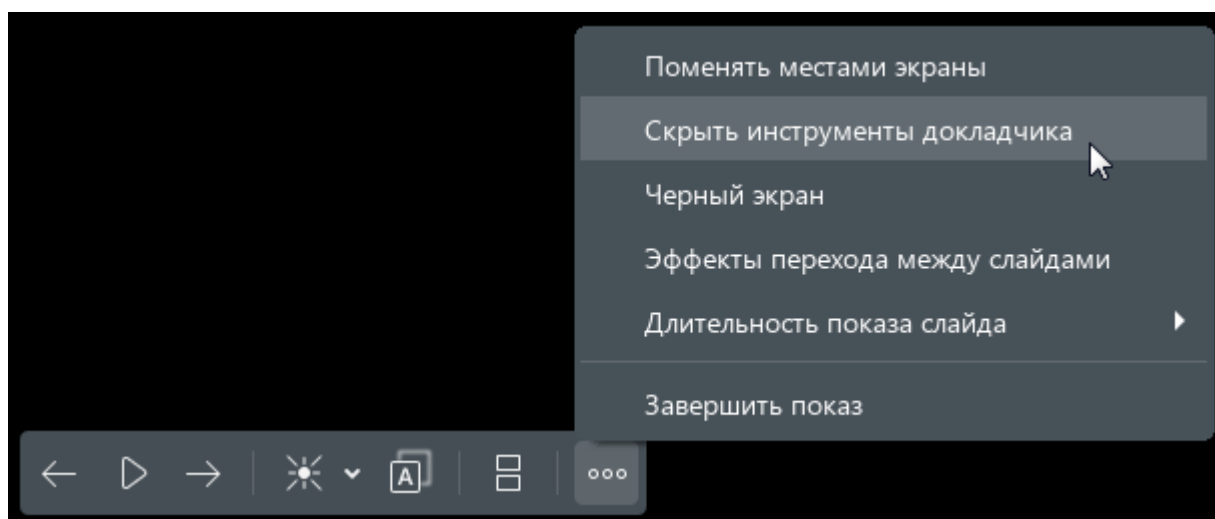 Поменять местами экраны
Скрыть инструменты докладчика
Черный экран
Эффекты перехода между слайдами
Длительность показа слайда
Завершить показ
A